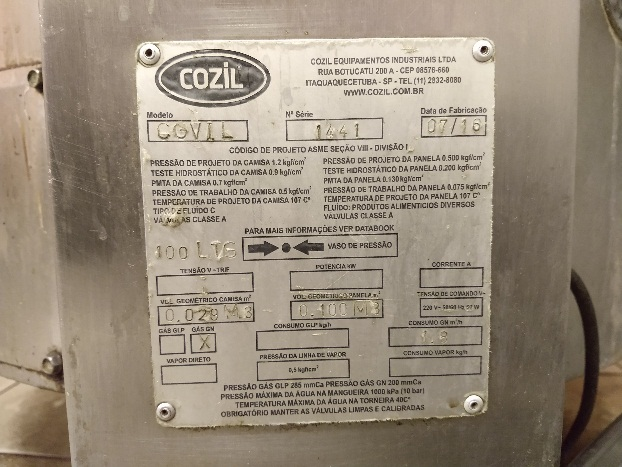 COZIL
COZIL EQUIPAMENTOS INDUSTRIAIS LTDA
RUA BOTUCATU 200 A - CEP 08576-660
ITAQUAQUECETUBA - SP - TEL (11) 2832-8080
WWW.COZIL.COM.BR
Modelo Nº Série Data de Fabricação
COVIL 1441 07/16
CÓDIGO DE PROJETO ASME SEÇÃO VIII - DIVISÃO I
PRESSÃO DE PROJETO DA CAMISA 1.2 kgf/cm² PRESSÃO DE PROJETO DA PANELA 0.500 kgf/cm²
TESTE HIDROSTÁTICO DA CAMISA 0.9 kgf/cm² TESTE HIDROSTÁTICO DA PANELA 0.200 kgf/cm²
PMTA DA CAMISA 0.7 kgf/cm² PMTA DA PANELA 0.130 kgf/cm²
PRESSÃO DE TRABALHO DA CAMISA 0.5 kgf/cm² PRESSÃO DE TRABALHO DA PANELA 0.075 kgf/cm²
TEMPERATURA DE PROJETO DA CAMISA 107 Cº TEMPERATURA DE PROJETO DA PANELA 107 Cº
TIPO DE FLUÍDO C FLUÍDO: PRODUTOS ALIMENTICIOS DIVERSOS
VÁLVULAS CLASSE A VÁLVULAS CLASSE A
PARA MAIS INFORMAÇÕES VER DATABOOK
100 LTS VASO DE PRESSÃO
TENSÃO V - POTENCIA kW CORRENTE A
VOL. GEOMÉTRICO CAMISA m³ VOL. GEOMÉTRICO PANELA m³ TENSÃO DE COMANDO V~
0.029 M3 0.100 M3 220 V~ 50/60 Hz W
GÁS GLP GÁS GN CONSUMO GLP kg/h CONSUMO GN m³/h
X
VAPOR DIRETO PRESSÃO DA LINHA DE VAPOR CONSUMO VAPOR kg/h
0,5 kgf/cm²
PRESSÃO GÁS GLP 285 mmCa PRESSÃO GÁS GN 200 mmCa
PRESSÃO MÁXIMA DA ÁGUA NA MANGUEIRA 1000 kPa (10 bar)
TEMPERATURA MÁXIMA DA ÁGUA NA TORNEIRA 40Cº
OBRIGATÓRIO MANTER AS VÁLVULAS LIMPAS E CALIBRADAS